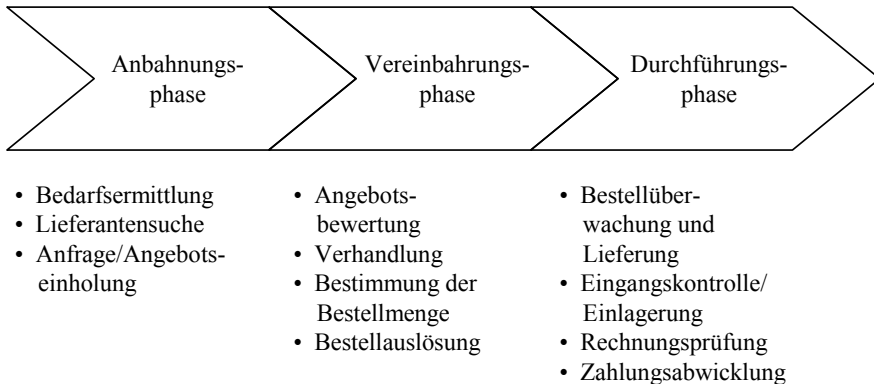 Anbahnungs-
phase
Vereinbahrungs-
phase
Durchführungs-
phase
• Bedarfsermittlung
• Lieferantensuche
• Anfrage/Angebots-
einholung
• Angebots-
bewertung
• Verhandlung
• Bestimmung der
Bestellmenge
• Bestellauslösung
• Bestellüber-
wachung und
Lieferung
• Eingangskontrolle/
Einlagerung
• Rechnungsprüfung
• Zahlungsabwicklung